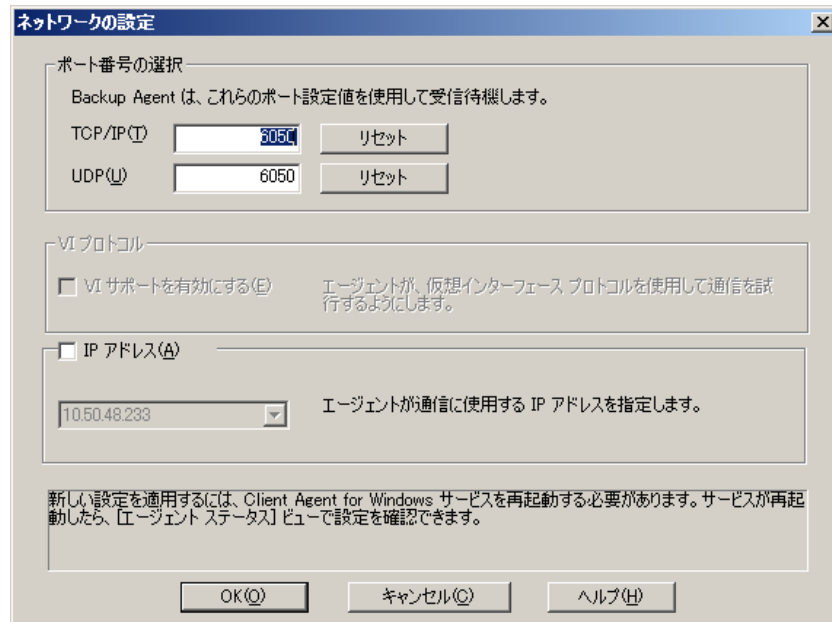 ネットワークの設定
ポート番号の選択
Backup Agent は、これらのポート設定値を使用して受信待機します。
TCP/IP(T) 6050 リセット
UDP(U) 6050 リセット
VI プロトコル
VI サポートを有効にする(E) エージェントが、仮想インターフェース プロトコルを使用して通信を試
行するようにします。
IP アドレス(A)
10.50.48.233 エージェントが通信に使用する IP アドレスを指定します。
新しい設定を適用するには、Client Agent for Windows サービスを再起動する必要があります。サービスが再起
動したら、[エージェント ステータス] ビューで設定を確認できます。
OK(O) キャンセル(C) ヘルプ(H)